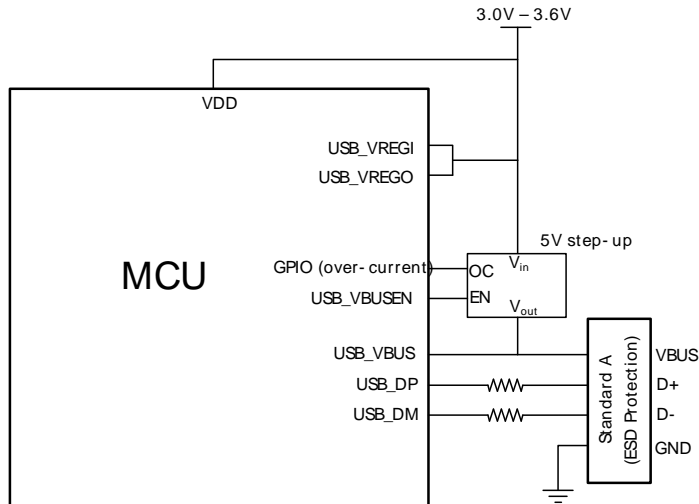 3.0V – 3.6V
VDD
USB_VREGI
USB_VREGO
5V step-up
MCU
GPIO (over-current)
OC
Vin
USB_VBUSEN
EN
Vout
USB_VBUS
VBUS
USB_DP
D+
USB_DM
D-
GND
Standard A
(ESD Protection)